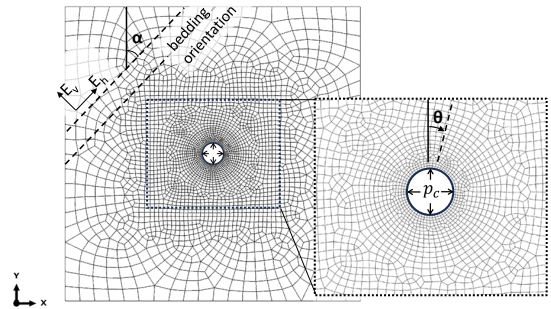 α
bedding
orientation
E_v
E_h
θ
p_c
Y
X